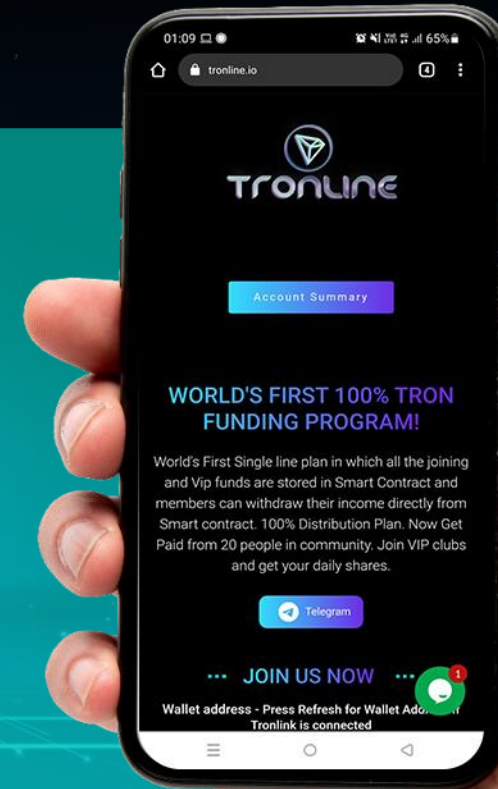 01:09
65%
tronline.io
4
TRONLINE
Account Summary
WORLD'S FIRST 100% TRON
FUNDING PROGRAM!
World's First Single line plan in which all the joining
and Vip funds are stored in Smart Contract and
members can withdraw their income directly from
Smart contract. 100% Distribution Plan. Now Get
Paid from 20 people in community. Join VIP clubs
and get your daily shares.
Telegram
JOIN US NOW
1
Wallet address - Press Refresh for Wallet
Tronlink is connected